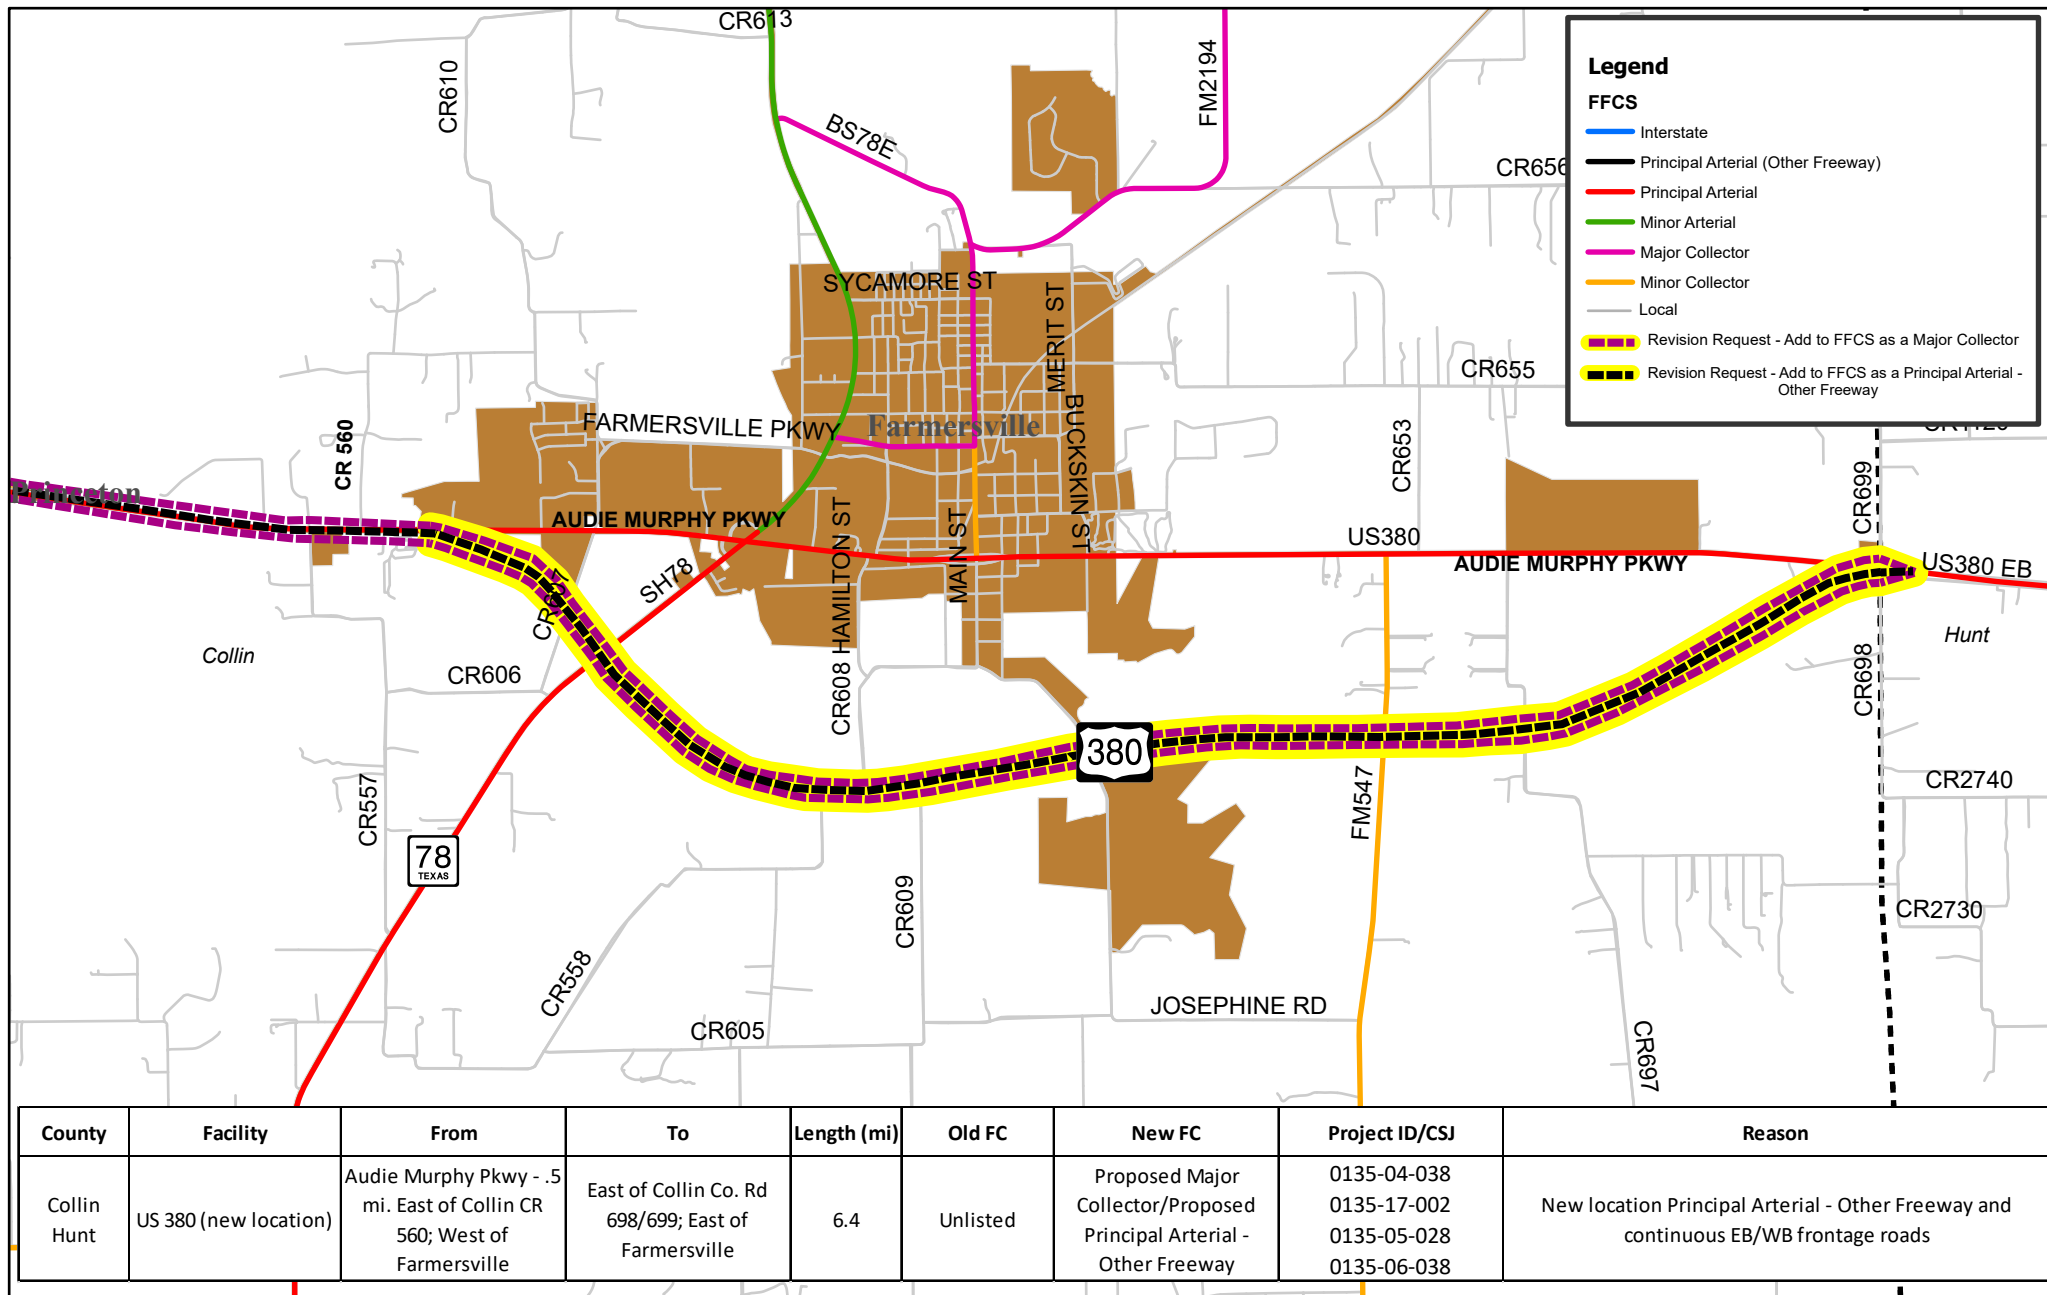 CR613
CR610
FM2194
BS78E
CR656
Legend
FFCS
Interstate
Principal Arterial (Other Freeway)
Principal Arterial
Minor Arterial
Major Collector
Minor Collector
Local
Revision Request - Add to FFCS as a Major Collector
Revision Request - Add to FFCS as a Principal Arterial -
Other Freeway
SYCAMORE ST
MERIT ST
CR655
FARMERSVILLE PKWY
Farmersville
BUCKSKIN ST
CR653
CR 560
CR699
Princeton
AUDIE MURPHY PKWY
HAMILTON ST
MAIN ST
US380
AUDIE MURPHY PKWY
US380 EB
SH78
CR607
Collin
Hunt
CR606
CR608
CR698
380
CR557
FM547
CR2740
78
TEXAS
CR609
CR2730
CR558
JOSEPHINE RD
CR605
CR697
County
Facility
From
To
Length (mi)
Old FC
New FC
Project ID/CSJ
Reason
Collin
Hunt
US 380 (new location)
Audie Murphy Pkwy - .5
mi. East of Collin CR
560; West of
Farmersville
East of Collin Co. Rd
698/699; East of
Farmersville
6.4
Unlisted
Proposed Major
Collector/Proposed
Principal Arterial -
Other Freeway
0135-04-038
0135-17-002
0135-05-028
0135-06-038
New location Principal Arterial - Other Freeway and
continuous EB/WB frontage roads